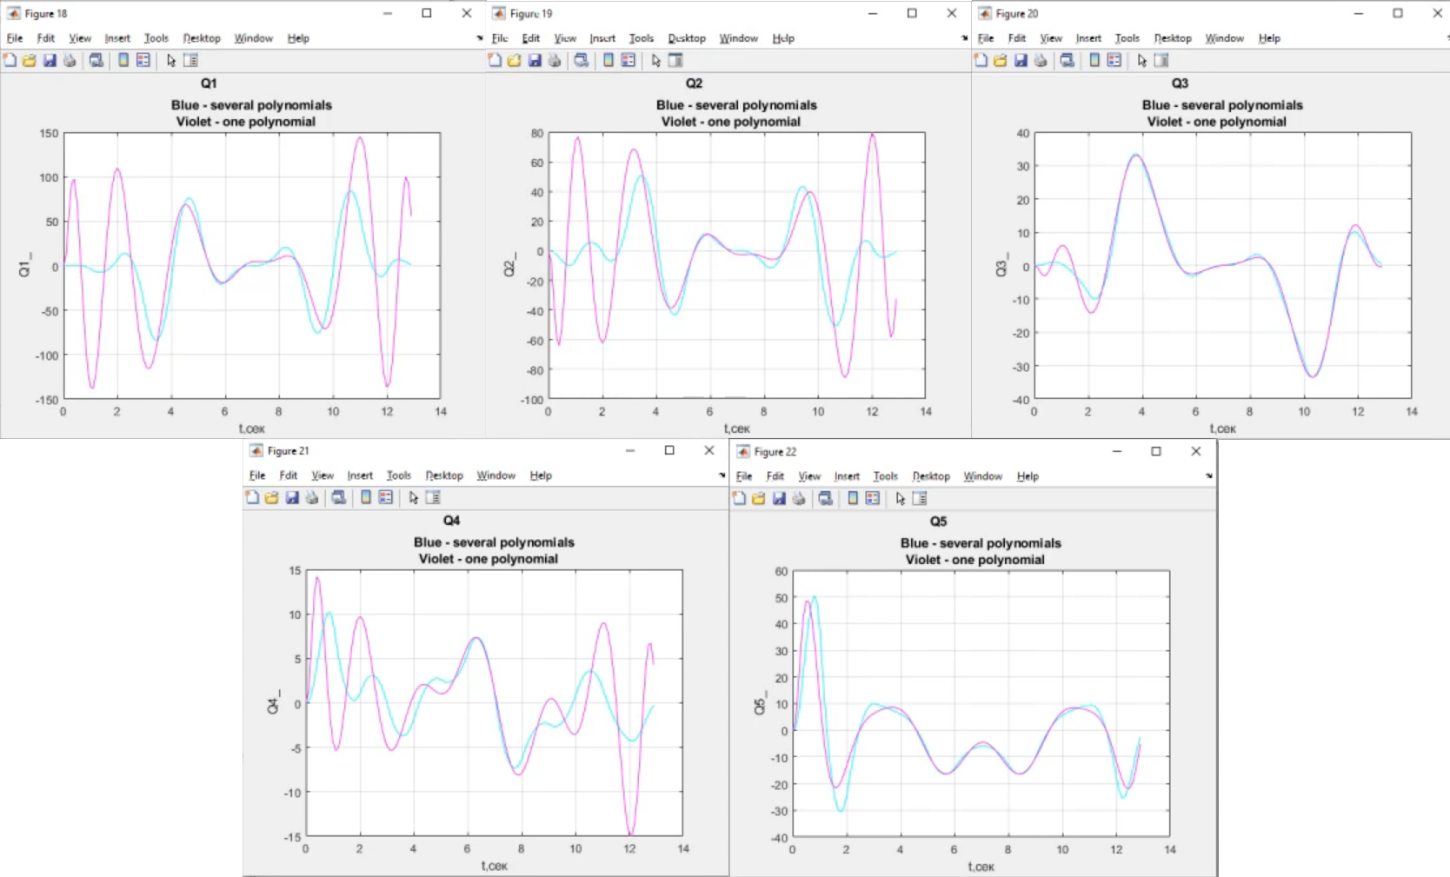 Figure 18
File Edit View Insert Tools Desktop Window Help
Q1
Blue - several polynomials
Violet - one polynomial
150
100
50
0
-50
-100
-150
Q1_
0 2 4 6 8 10 12 14
t,сек
Figure 19
File Edit View Insert Tools Desktop Window Help
Q2
Blue - several polynomials
Violet - one polynomial
80
60
40
20
0
-20
-40
-60
-80
-100
Q2_
0 2 4 6 8 10 12 14
t,сек
Figure 20
File Edit View Insert Tools Desktop Window Help
Q3
Blue - several polynomials
Violet - one polynomial
40
30
20
10
0
-10
-20
-30
-40
Q3_
0 2 4 6 8 10 12 14
t,сек
Figure 21
File Edit View Insert Tools Desktop Window Help
Q4
Blue - several polynomials
Violet - one polynomial
15
10
5
0
-5
-10
-15
Q4_
0 2 4 6 8 10 12 14
t,сек
Figure 22
File Edit View Insert Tools Desktop Window Help
Q5
Blue - several polynomials
Violet - one polynomial
60
50
40
30
20
10
0
-10
-20
-30
-40
Q5_
0 2 4 6 8 10 12 14
t,сек